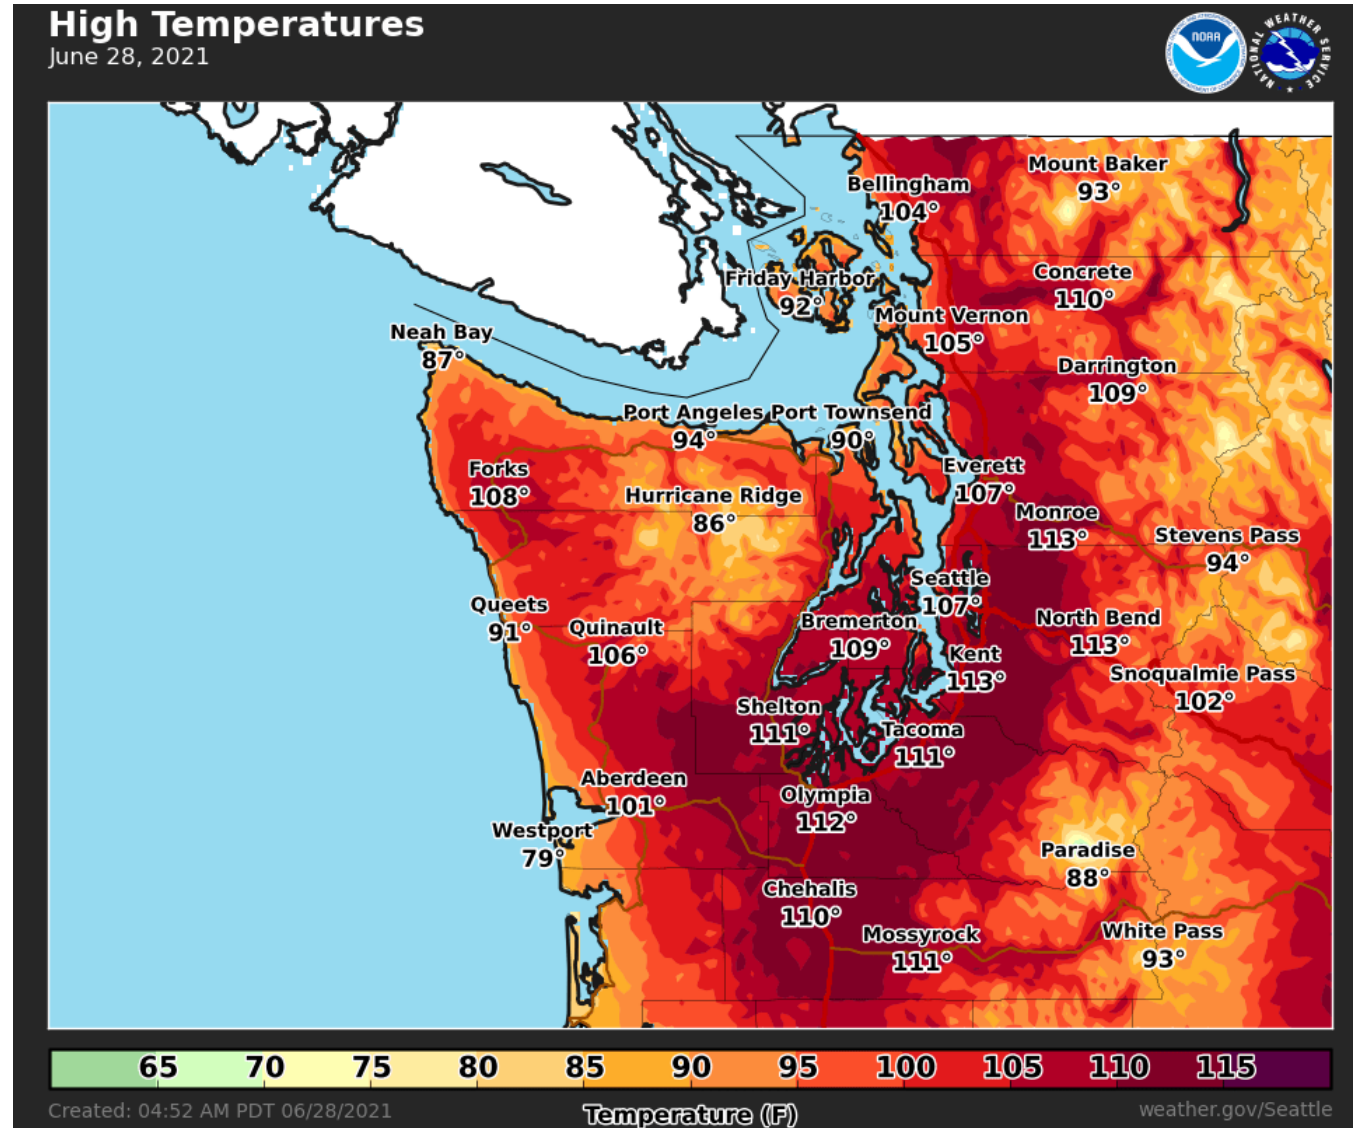 High Temperatures
June 28, 2021
NOAA
NATIONAL WEATHER SERVICE
Mount Baker
93°
Bellingham
104°
Concrete
110°
Friday Harbor
92°
Mount Vernon
105°
Neah Bay
87°
Darrington
109°
Port Angeles
94°
Port Townsend
90°
Forks
108°
Everett
107°
Hurricane Ridge
86°
Monroe
113°
Stevens Pass
94°
Seattle
107°
Queets
91°
Quinault
106°
Bremerton
109°
North Bend
113°
Kent
113°
Snoqualmie Pass
102°
Shelton
111°
Tacoma
111°
Aberdeen
101°
Olympia
112°
Westport
79°
Paradise
88°
Chehalis
110°
Mossyrock
111°
White Pass
93°
65 70 75 80 85 90 95 100 105 110 115
Created: 04:52 AM PDT 06/28/2021
Temperature (F)
weather.gov/Seattle